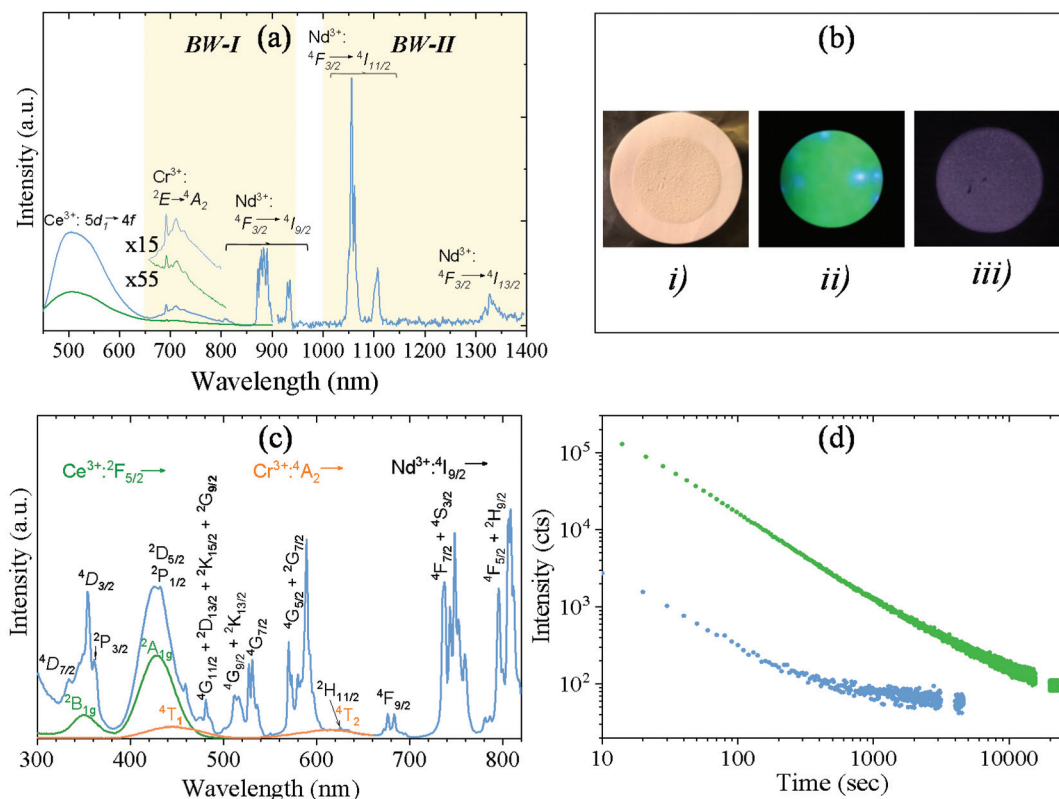 (a)
BW-I
BW-II
Nd³⁺:
⁴F₃/₂ → ⁴I₁₁/₂
Cr³⁺:
²E→⁴A₂
Nd³⁺:
⁴F₃/₂ → ⁴I₉/₂
Ce³⁺: 5d₁→ 4f
x15
x55
Nd³⁺:
⁴F₃/₂ → ⁴I₁₃/₂
Intensity (a.u.)
500 600 700 800 900 1000 1100 1200 1300 1400
Wavelength (nm)
(b)
i) ii) iii)
(c)
Ce³⁺:²F₅/₂ → Cr³⁺:⁴A₂ → Nd³⁺:⁴I₉/₂ →
⁴D₇/₂
⁴D₃/₂
²P₃/₂
²D₅/₂
²P₁/₂
⁴G₁₁/₂ + ²D₁₃/₂ + ²K₁₅/₂ + ²G₉/₂
⁴G₉/₂ + ²K₁₃/₂
⁴G₇/₂
⁴G₅/₂ + ²G₇/₂
²H₁₁/₂
⁴F₉/₂
⁴F₇/₂ + ⁴S₃/₂
⁴F₅/₂ + ²H₉/₂
²B₁g
²A₁g
⁴T₁
⁴T₂
Intensity (a.u.)
300 400 500 600 700 800
Wavelength (nm)
(d)
Intensity (cts)
10⁵
10⁴
10³
10²
10 100 1000 10000
Time (sec)